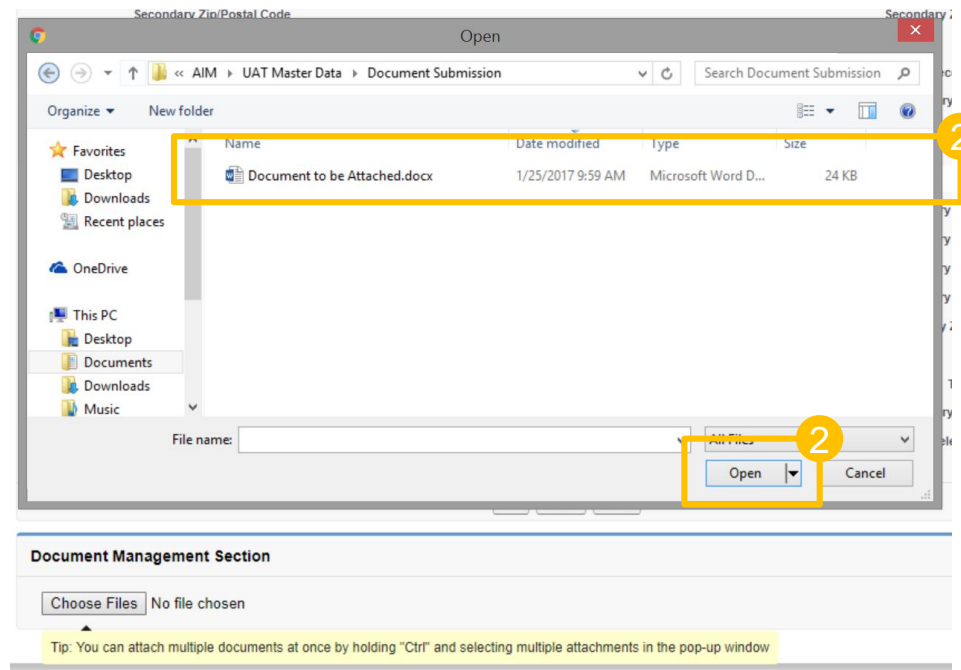 Secondary Zip/Postal Code Secondary
Open
« AIM ▸ UAT Master Data ▸ Document Submission Search Document Submission
Organize New folder
Name Date modified Type Size 2
Favorites
Desktop Document to be Attached.docx 1/25/2017 9:59 AM Microsoft Word D... 24 KB
Downloads
Recent places
OneDrive
This PC
Desktop
Documents
Downloads
Music
File name: All Files 2
Open Cancel
Document Management Section
Choose Files No file chosen
Tip: You can attach multiple documents at once by holding "Ctrl" and selecting multiple attachments in the pop-up window